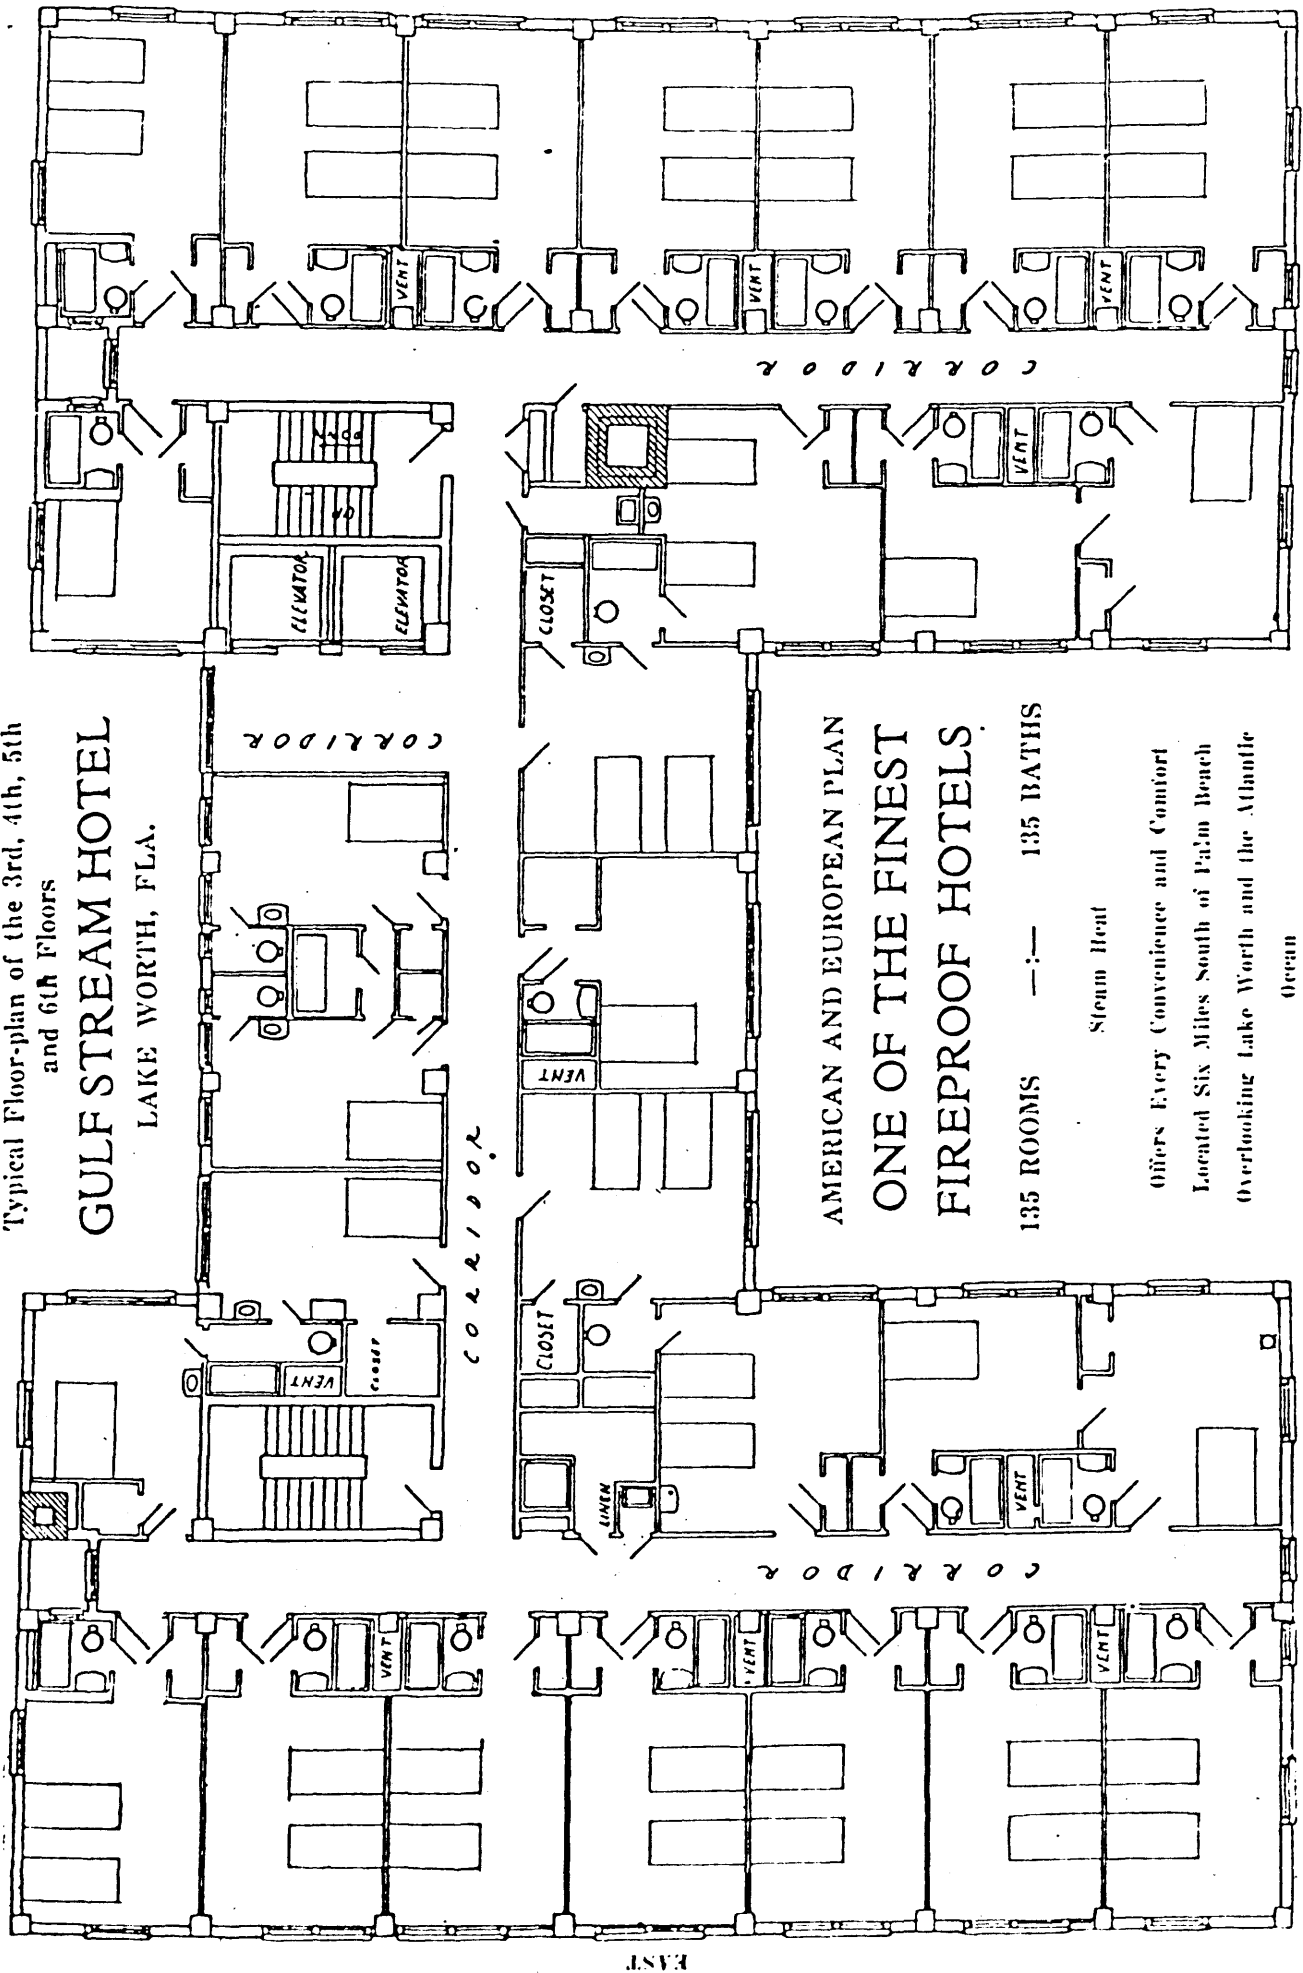 Typical Floor-plan of the 3rd, 4th, 5th
and 6th Floors
GULF STREAM HOTEL
LAKE WORTH, FLA.
AMERICAN AND EUROPEAN PLAN
ONE OF THE FINEST
FIREPROOF HOTELS
135 ROOMS —:— 135 BATHS
Steam Heat
Offers Every Convenience and Comfort
Located Six Miles South of Palm Beach
Overlooking Lake Worth and the Atlantic
Ocean
EAST
CORRIDOR
CORRIDOR
CORRIDOR
CORRIDOR
ELEVATOR
ELEVATOR
UP
CLOSET
CLOSET
CLOSET
LINEN
VENT
VENT
VENT
VENT
VENT
VENT
VENT
VENT
VENT
VENT